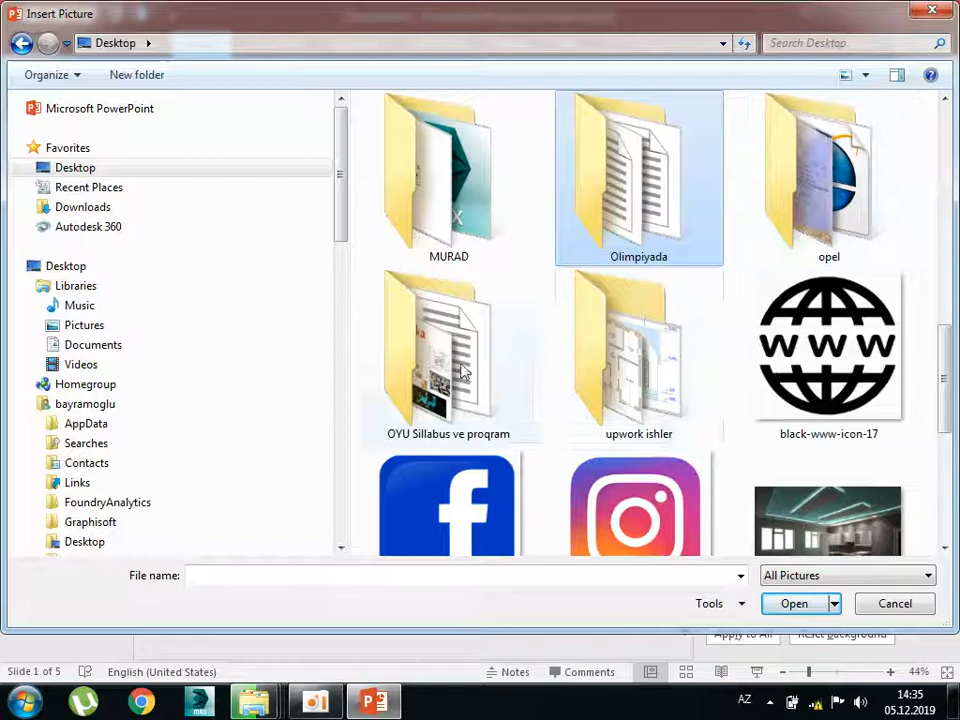 Insert Picture
Desktop
Search Desktop
Organize
New folder
Microsoft PowerPoint
Favorites
Desktop
Recent Places
Downloads
Autodesk 360
Desktop
Libraries
Music
Pictures
Documents
Videos
Homegroup
bayramoglu
AppData
Searches
Contacts
Links
FoundryAnalytics
Graphisoft
Desktop
MURAD
Olimpiyada
opel
OYU Sillabus ve proqram
upwork ishler
WWW
black-www-icon-17
File name:
All Pictures
Tools
Open
Cancel
Apply to All
Reset Background
Slide 1 of 5
English (United States)
Notes
Comments
44%
AZ
14:35
05.12.2019